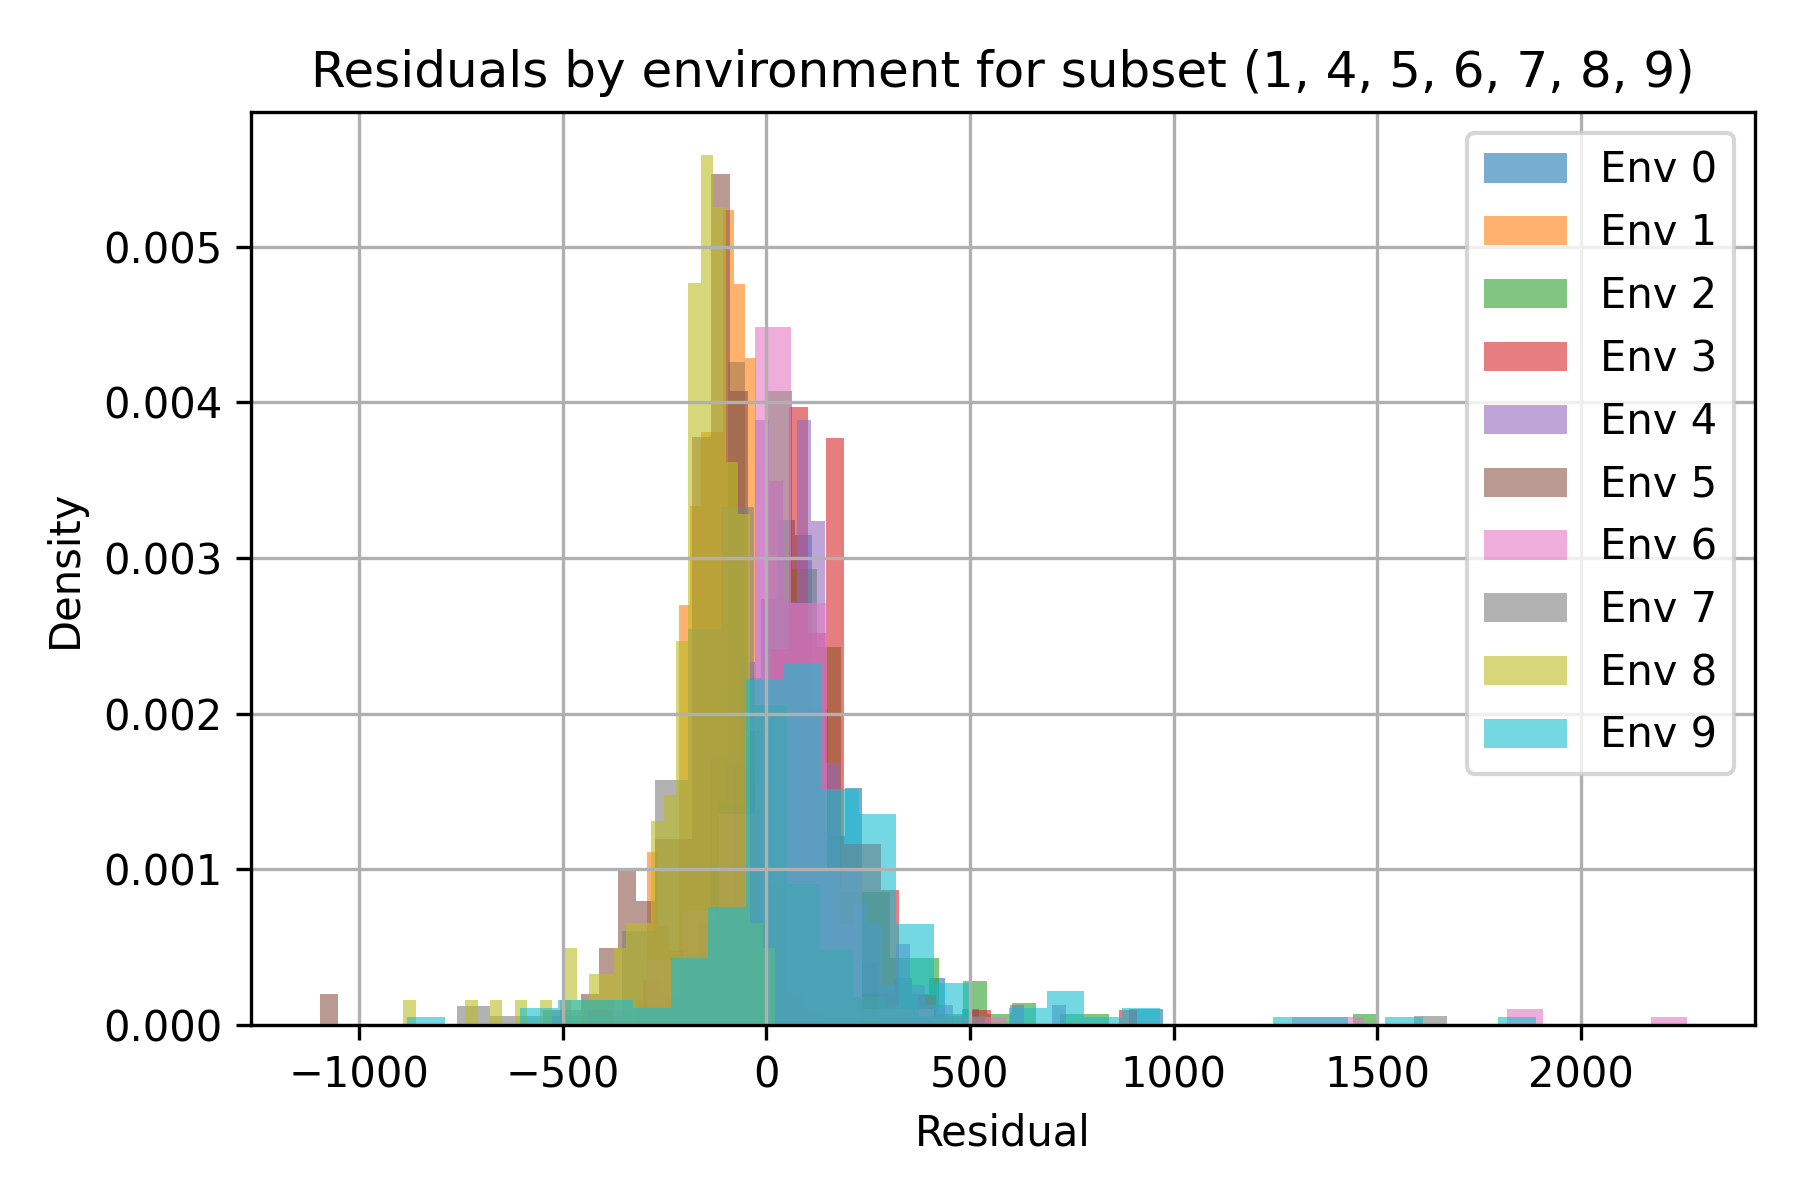 Residuals by environment for subset (1, 4, 5, 6, 7, 8, 9)
Env 0
Env 1
Env 2
Env 3
Env 4
Env 5
Env 6
Env 7
Env 8
Env 9
Density
0.005
0.004
0.003
0.002
0.001
0.000
−1000 −500 0 500 1000 1500 2000
Residual